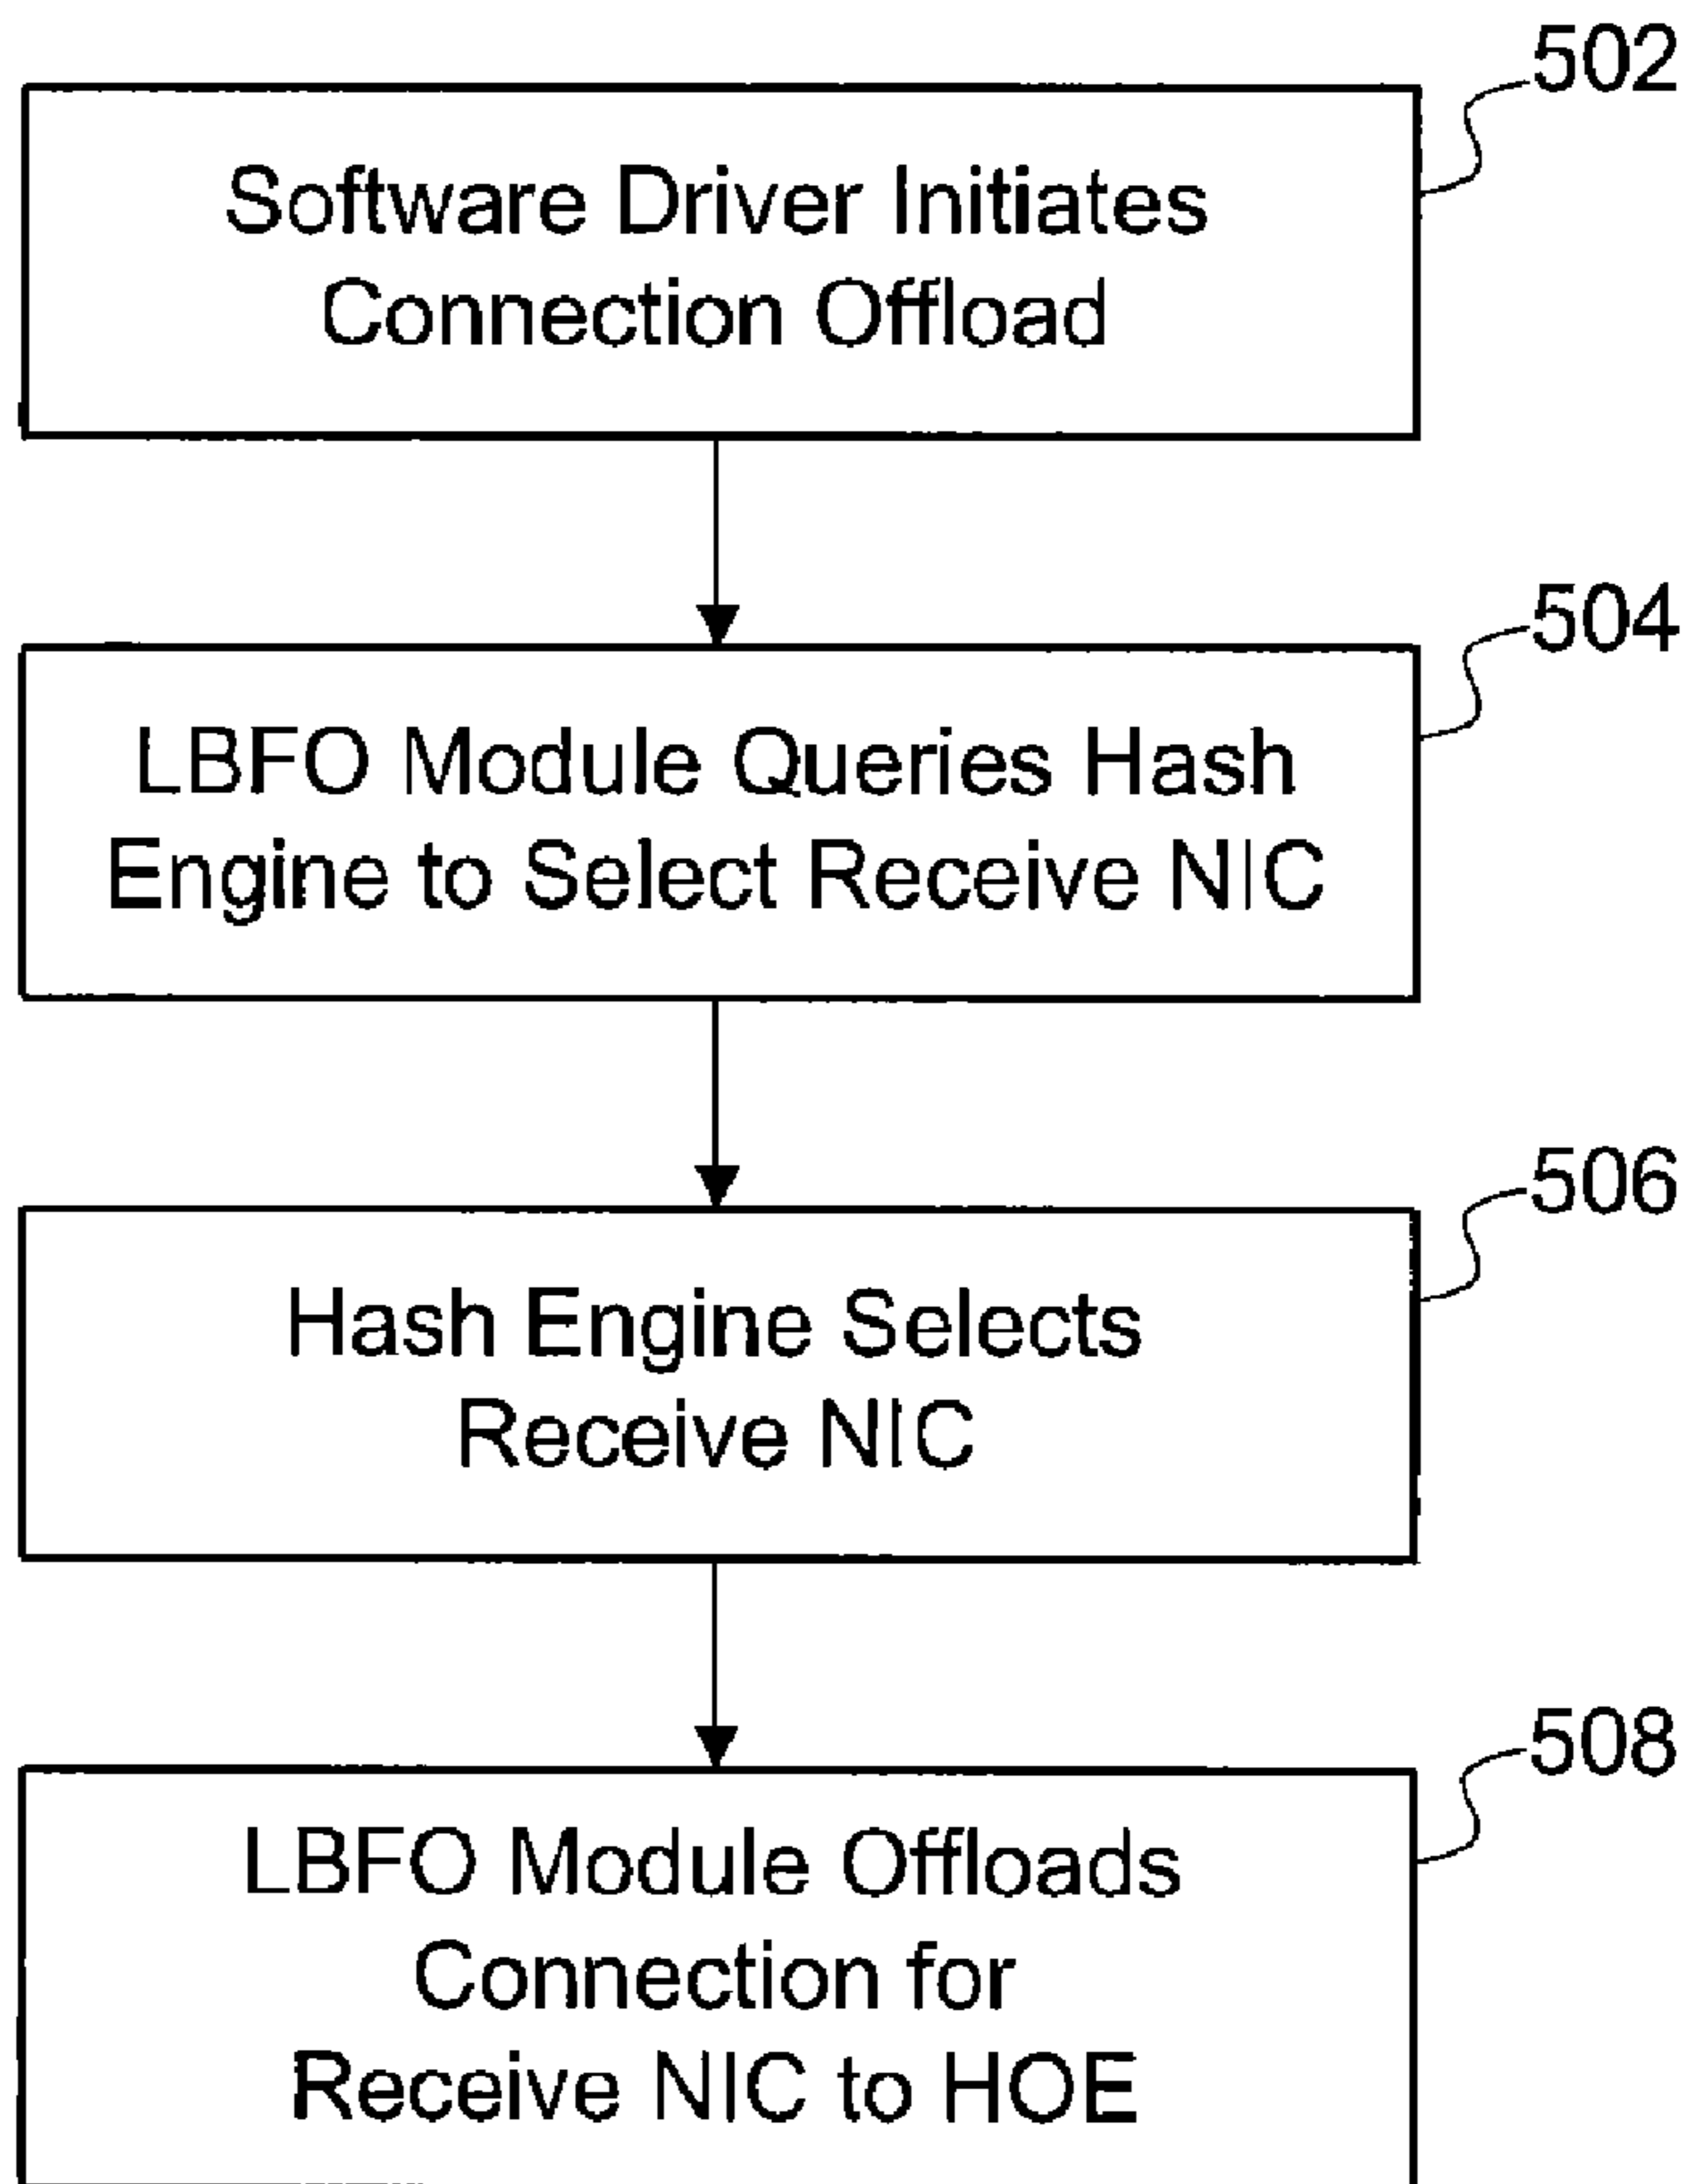 502
Software Driver Initiates
Connection Offload
504
LBFO Module Queries Hash
Engine to Select Receive NIC
506
Hash Engine Selects
Receive NIC
508
LBFO Module Offloads
Connection for
Receive NIC to HOE